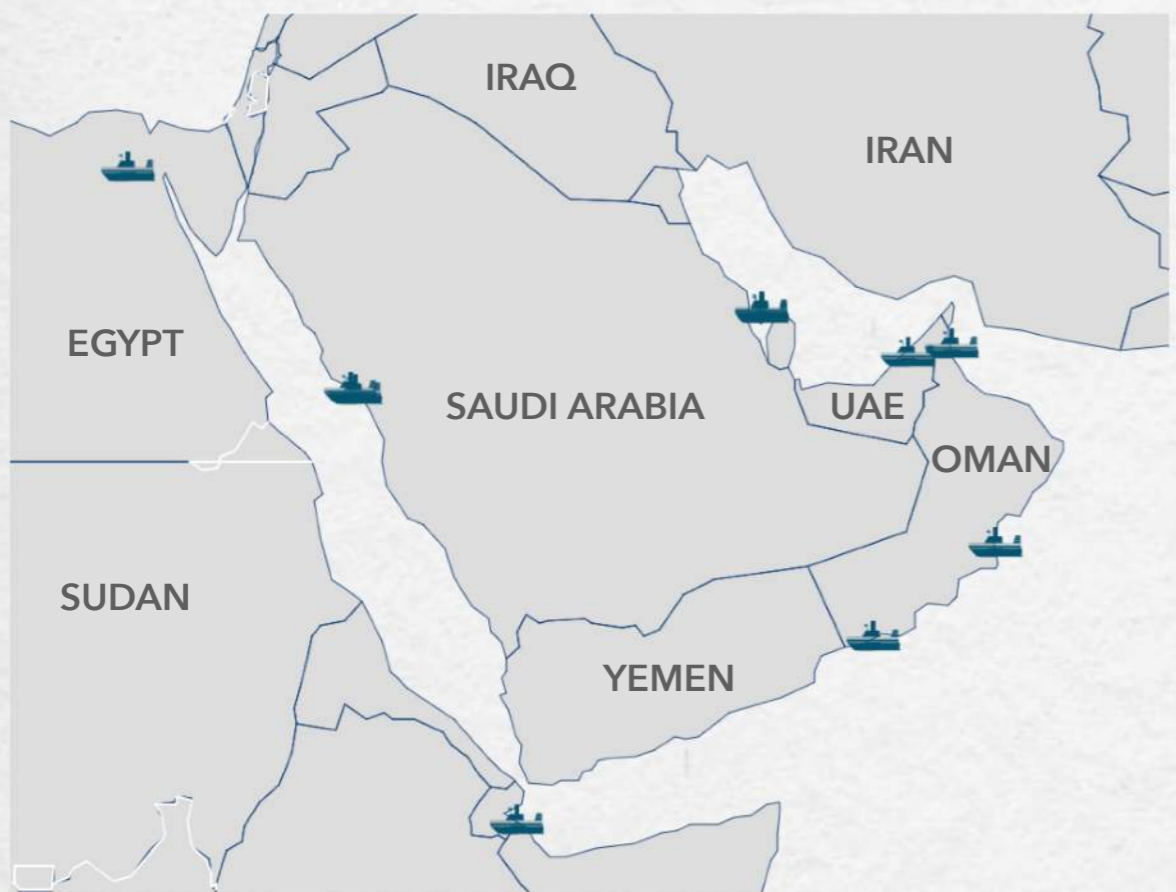 IRAQ
IRAN
EGYPT
SAUDI ARABIA
UAE
OMAN
SUDAN
YEMEN